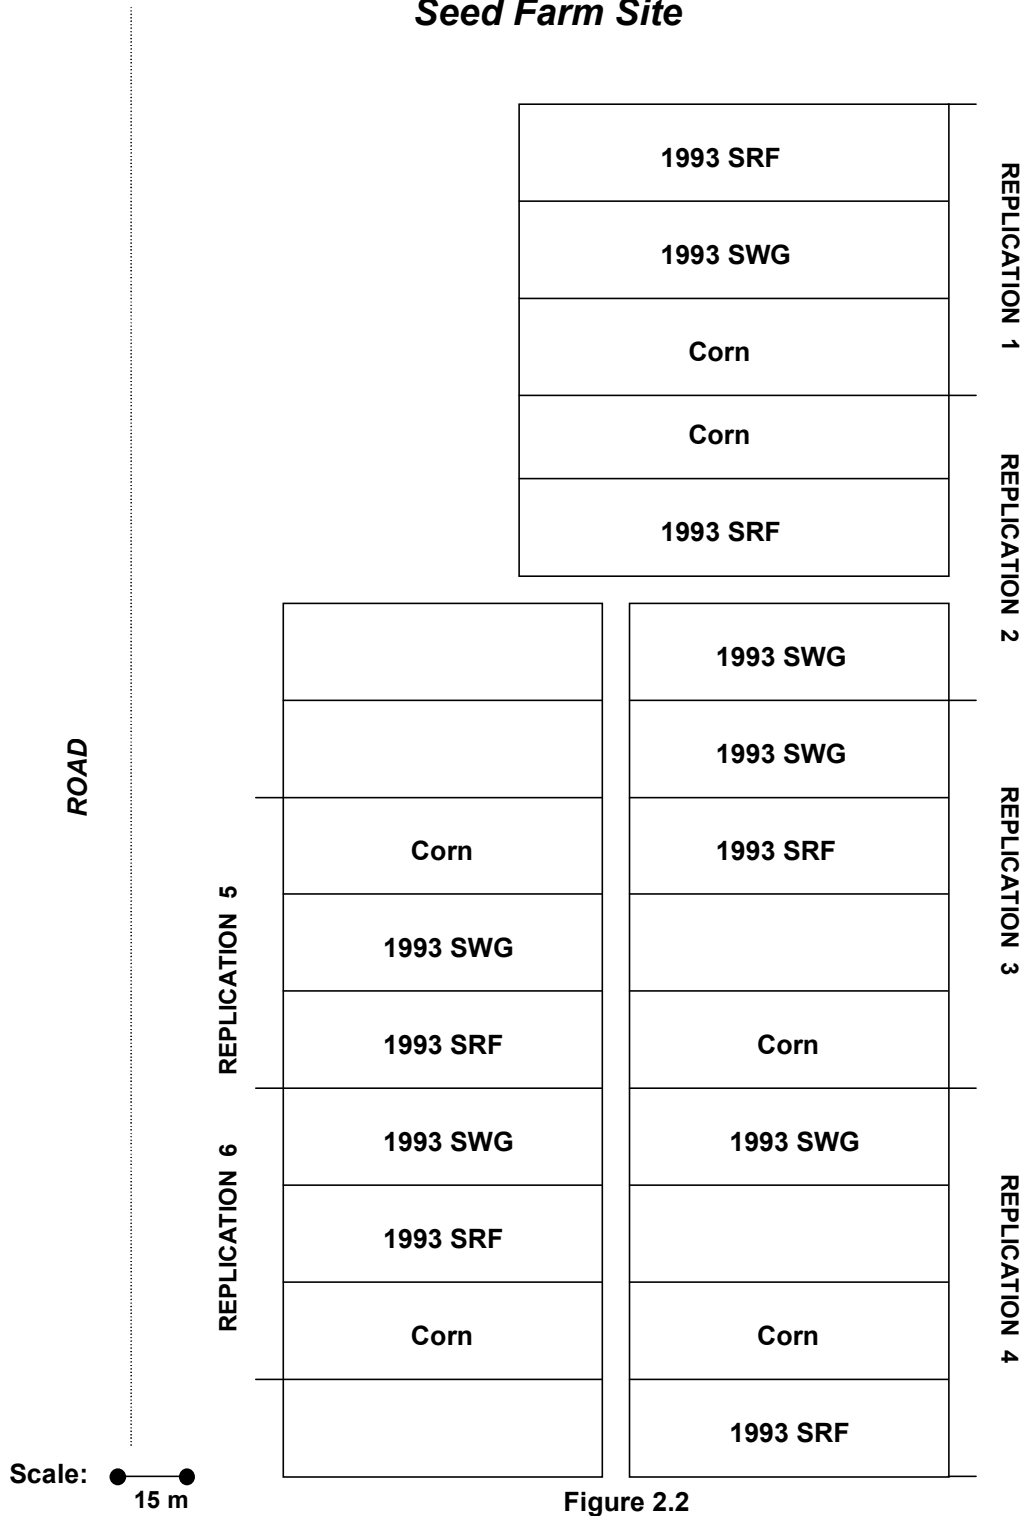 Seed Farm Site
1993 SRF
1993 SWG
Corn
REPLICATION 1
Corn
1993 SRF
1993 SWG
REPLICATION 2
1993 SWG
1993 SRF
Corn
REPLICATION 3
1993 SWG
Corn
1993 SRF
REPLICATION 4
ROAD
Corn
1993 SWG
1993 SRF
REPLICATION 5
1993 SWG
1993 SRF
Corn
REPLICATION 6
Scale:
15 m
Figure 2.2